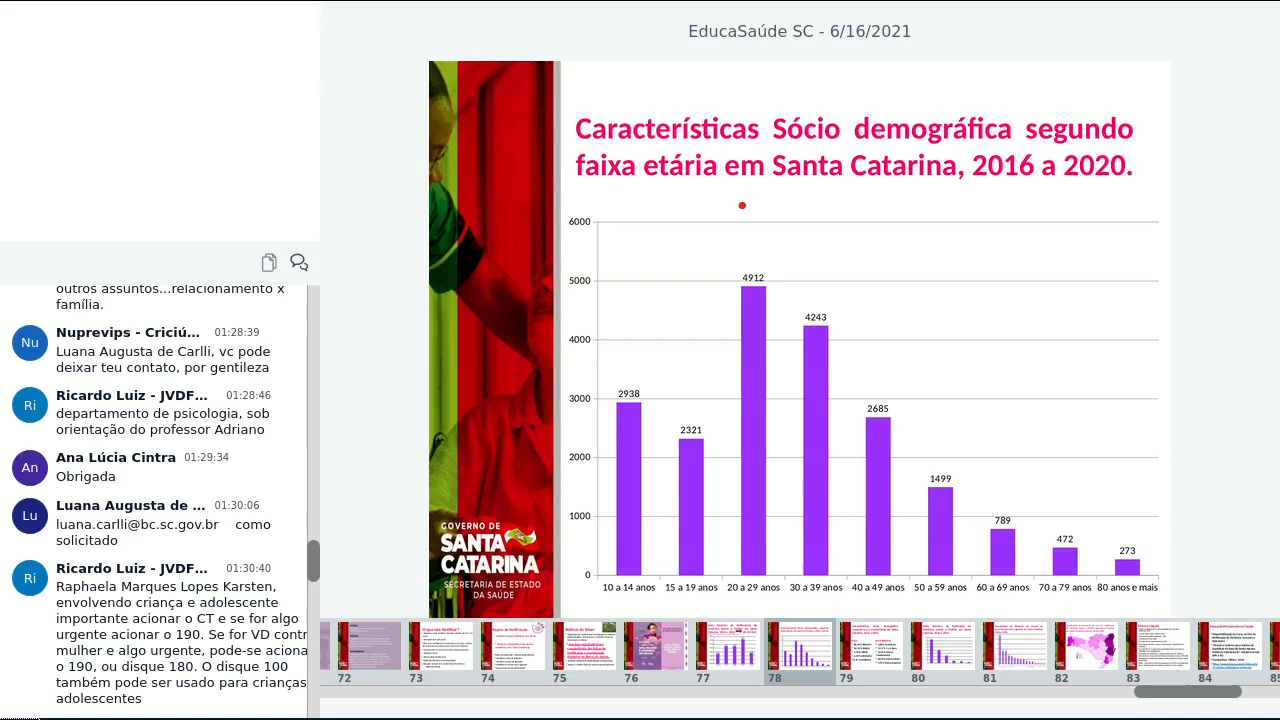 EducaSaúde SC - 6/16/2021
outros assuntos...relacionamento x
família.
Nu
Nuprevips - Criciú...
01:28:39
Luana Augusta de Carlli, vc pode
deixar teu contato, por gentileza
Ri
Ricardo Luiz - JVDF...
01:28:46
departamento de psicologia, sob
orientação do professor Adriano
An
Ana Lúcia Cintra
01:29:34
Obrigada
Lu
Luana Augusta de ...
01:30:06
luana.carlli@bc.sc.gov.br como
solicitado
Ri
Ricardo Luiz - JVDF...
01:30:40
Raphaela Marques Lopes Karsten,
envolvendo criança e adolescente
importante acionar o CT e se for algo
urgente acionar o 190. Se for VD contr
mulher e algo urgente, pode se aciona
o 190, ou disque 180. O disque 100
também pode ser usado para crianças
adolescentes
Características Sócio demográfica segundo
faixa etária em Santa Catarina, 2016 a 2020.
6000
5000
4000
3000
2000
1000
0
2938
2321
4912
4243
2685
1499
789
472
273
10 a 14 anos
15 a 19 anos
20 a 29 anos
30 a 39 anos
40 a 49 anos
50 a 59 anos
60 a 69 anos
70 a 79 anos
80 anos e mais
GOVERNO DE
SANTA
CATARINA
SECRETARIA DE ESTADO
DA SAÚDE
72
73
74
75
76
77
78
79
80
81
82
83
84
85